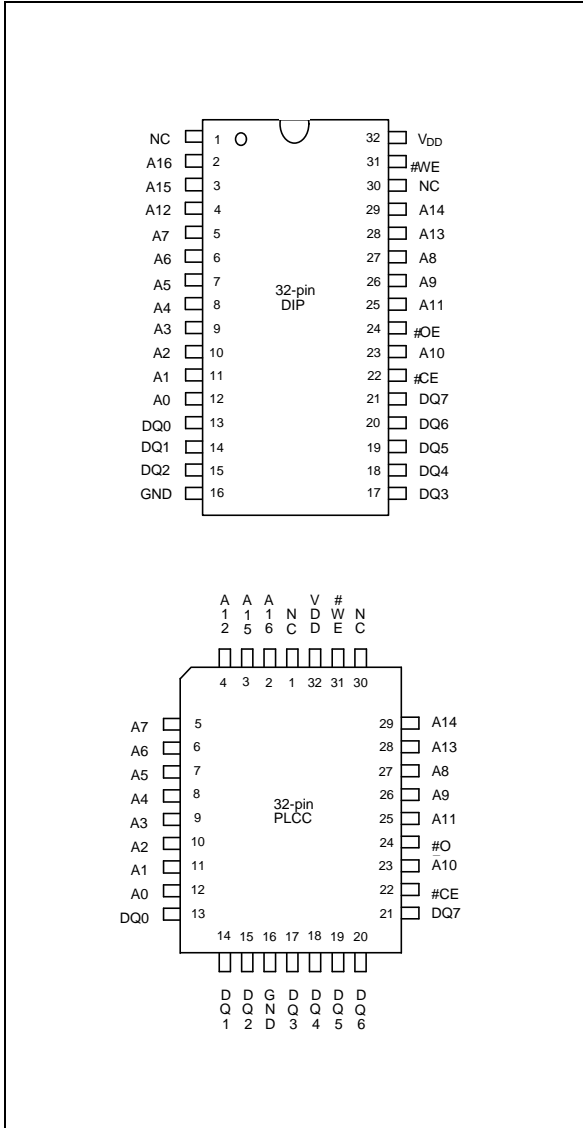 NC 1 32 VDD
A16 2 31 #WE
A15 3 30 NC
A12 4 29 A14
A7 5 28 A13
A6 6 27 A8
A5 7 26 A9
A4 8 25 A11
A3 9 24 #OE
A2 10 23 A10
A1 11 22 #CE
A0 12 21 DQ7
DQ0 13 20 DQ6
DQ1 14 19 DQ5
DQ2 15 18 DQ4
GND 16 17 DQ3
32-pin
DIP
A12 A15 A16 NC VDD #WE NC
4 3 2 1 32 31 30
A7 5 29 A14
A6 6 28 A13
A5 7 27 A8
A4 8 26 A9
A3 9 25 A11
A2 10 24 #O
A1 11 23 A10
A0 12 22 #CE
DQ0 13 21 DQ7
32-pin
PLCC
14 15 16 17 18 19 20
DQ1 DQ2 GND DQ3 DQ4 DQ5 DQ6